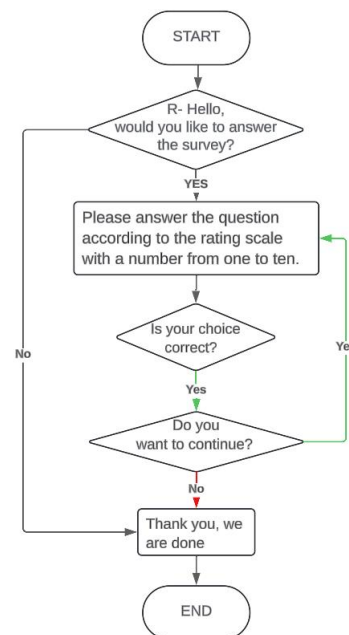 START
R- Hello,
would you like to answer
the survey?
YES
Please answer the question
according to the rating scale
with a number from one to ten.
No
Is your choice
correct?
Ye
Yes
Do you
want to continue?
No
Thank you, we
are done
END